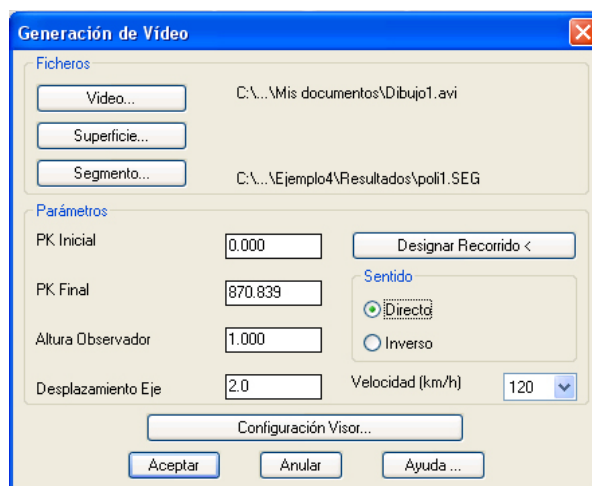 Generación de Vídeo
Ficheros
Video... C:\...\Mis documentos\Dibujo1.avi
Superficie...
Segmento... C:\...\Ejemplo4\Resultados\poli1.SEG
Parámetros
PK Inicial 0.000 Designar Recorrido <
Sentido
PK Final 870.839
Directo
Altura Observador 1.000 Inverso
Desplazamiento Eje 2.0 Velocidad (km/h) 120
Configuración Visor...
Aceptar Anular Ayuda ...